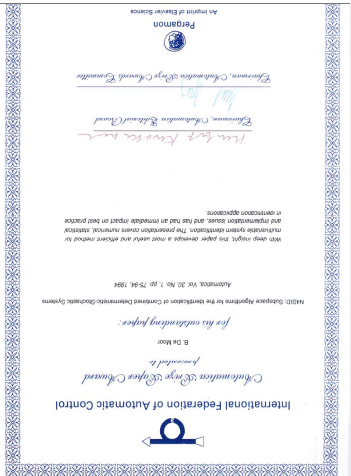 International Federation of Automatic Control
Automatica Prize Paper Award
presented to
B. De Moor
for his outstanding paper:
N4SID: Subspace Algorithms for the Identification of Combined Deterministic-Stochastic Systems
Automatica, Vol. 30, No. 1, pp. 75-94, 1994
With deep insight, this paper develops a most useful and efficient method for
multivariable system identification. The presentation covers numerical, statistical
and implementation issues, and has had an immediate impact on best practice
in identification applications.
Chairman, Automatica Editorial Board
Chairman, Automatica Prize Awards Committee
Pergamon
An imprint of Elsevier Science